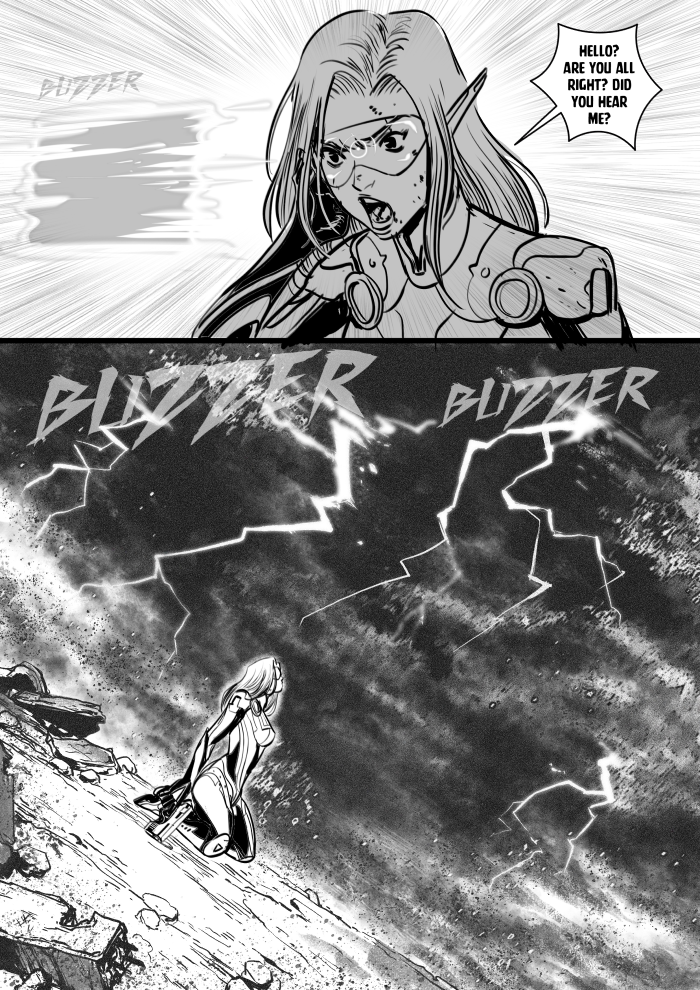 BUZZER
HELLO?
ARE YOU ALL
RIGHT? DID
YOU HEAR
ME?
BUZZER
BUZZER